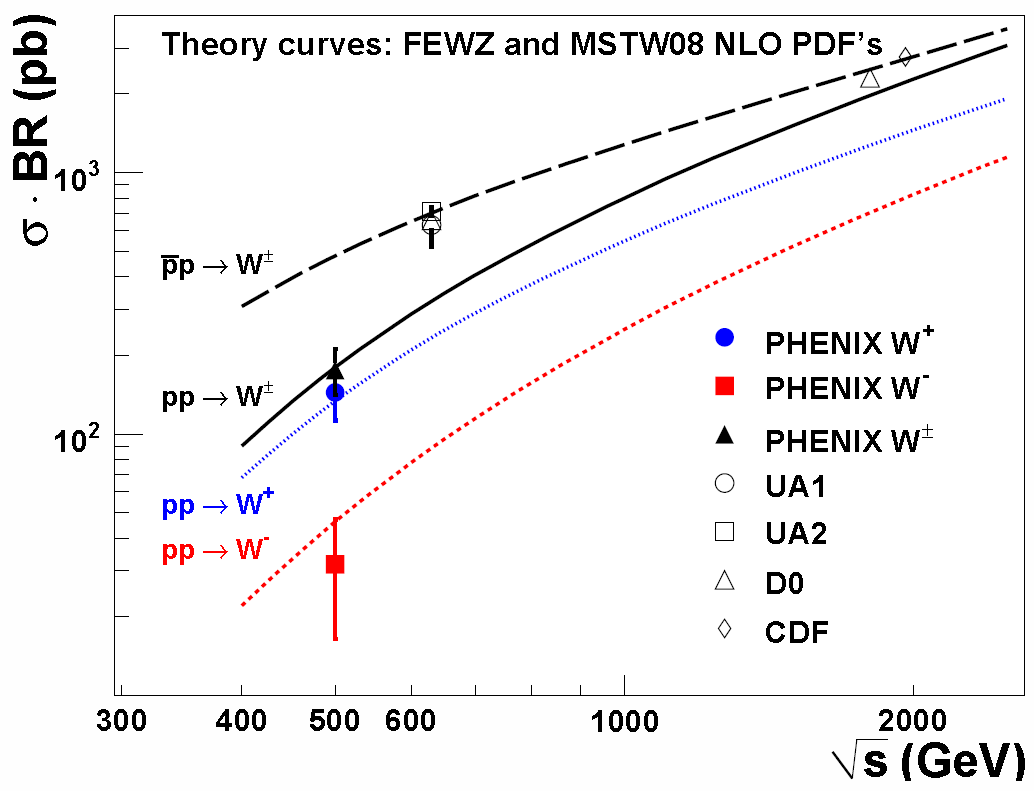 Theory curves: FEWZ and MSTW08 NLO PDF's
σ · BR (pb)
10³
10²
p̅p → W±
pp → W±
pp → W⁺
pp → W⁻
PHENIX W⁺
PHENIX W⁻
PHENIX W±
UA1
UA2
D0
CDF
300 400 500 600 1000 2000
√s (GeV)